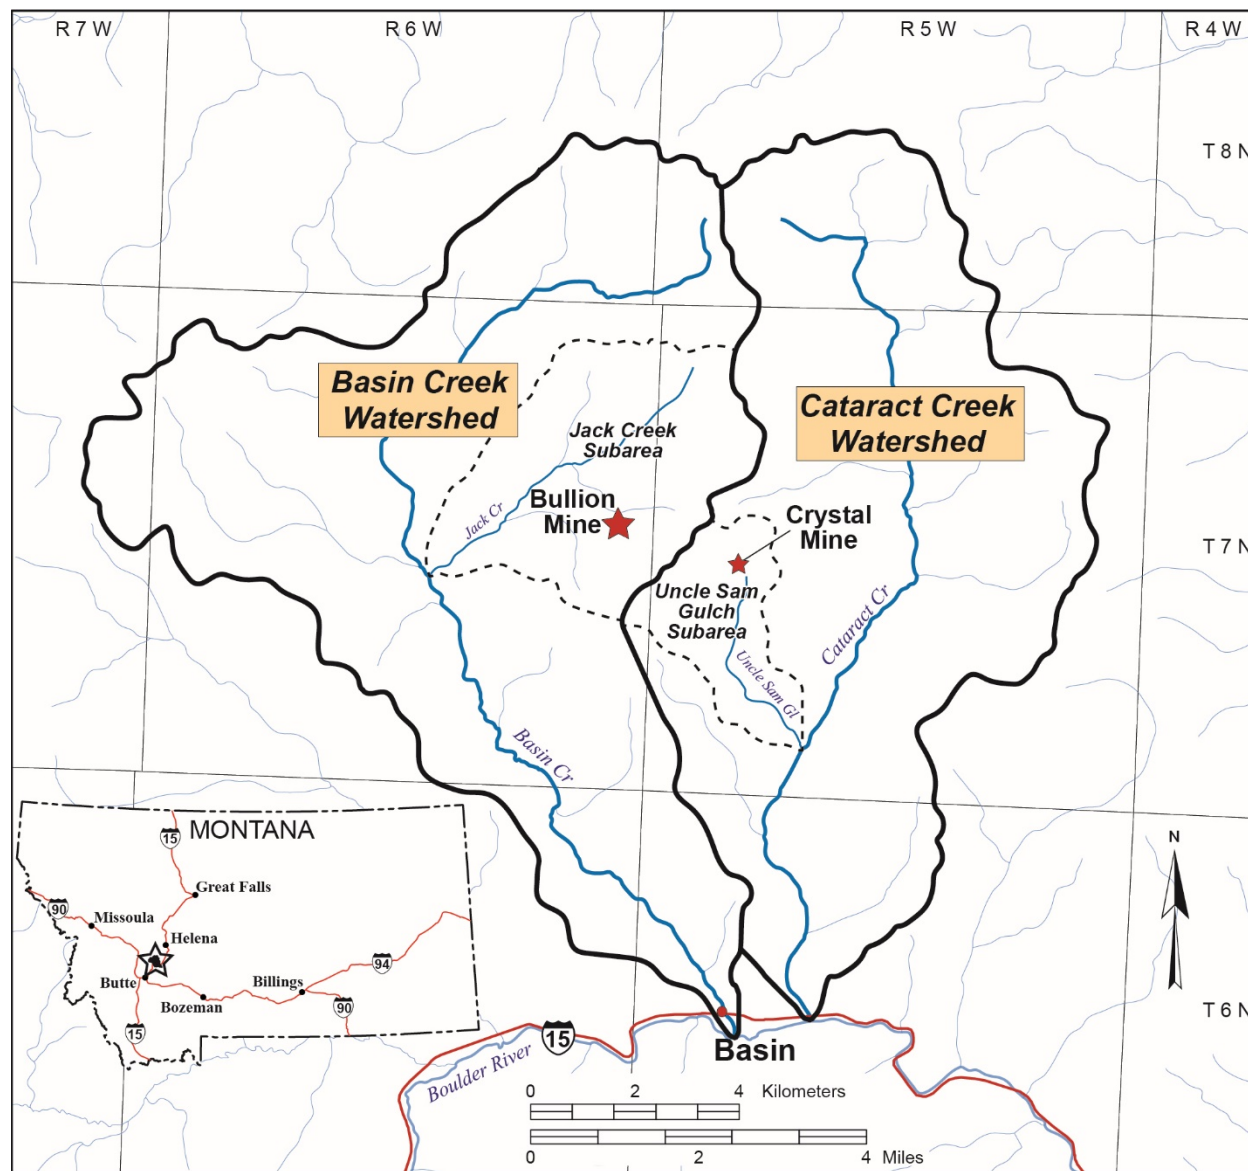 R 7 W
R 6 W
R 5 W
R 4 W
T 8 N
Basin Creek
Watershed
Cataract Creek
Watershed
Jack Creek
Subarea
Bullion
Mine
Jack Cr
Crystal
Mine
T 7 N
Uncle Sam
Gulch
Subarea
Cataract Cr
Uncle Sam Gl
Basin Cr
MONTANA
15
Great Falls
90
Missoula
Helena
94
Butte
Billings
Bozeman
90
15
N
T 6 N
15
Basin
Boulder River
0 2 4 Kilometers
0 2 4 Miles